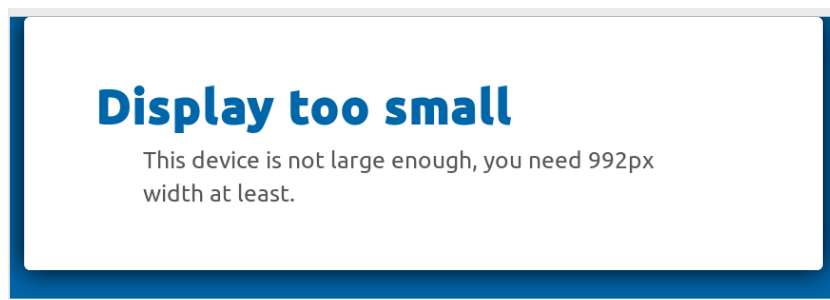 Display too small
This device is not large enough, you need 992px
width at least.